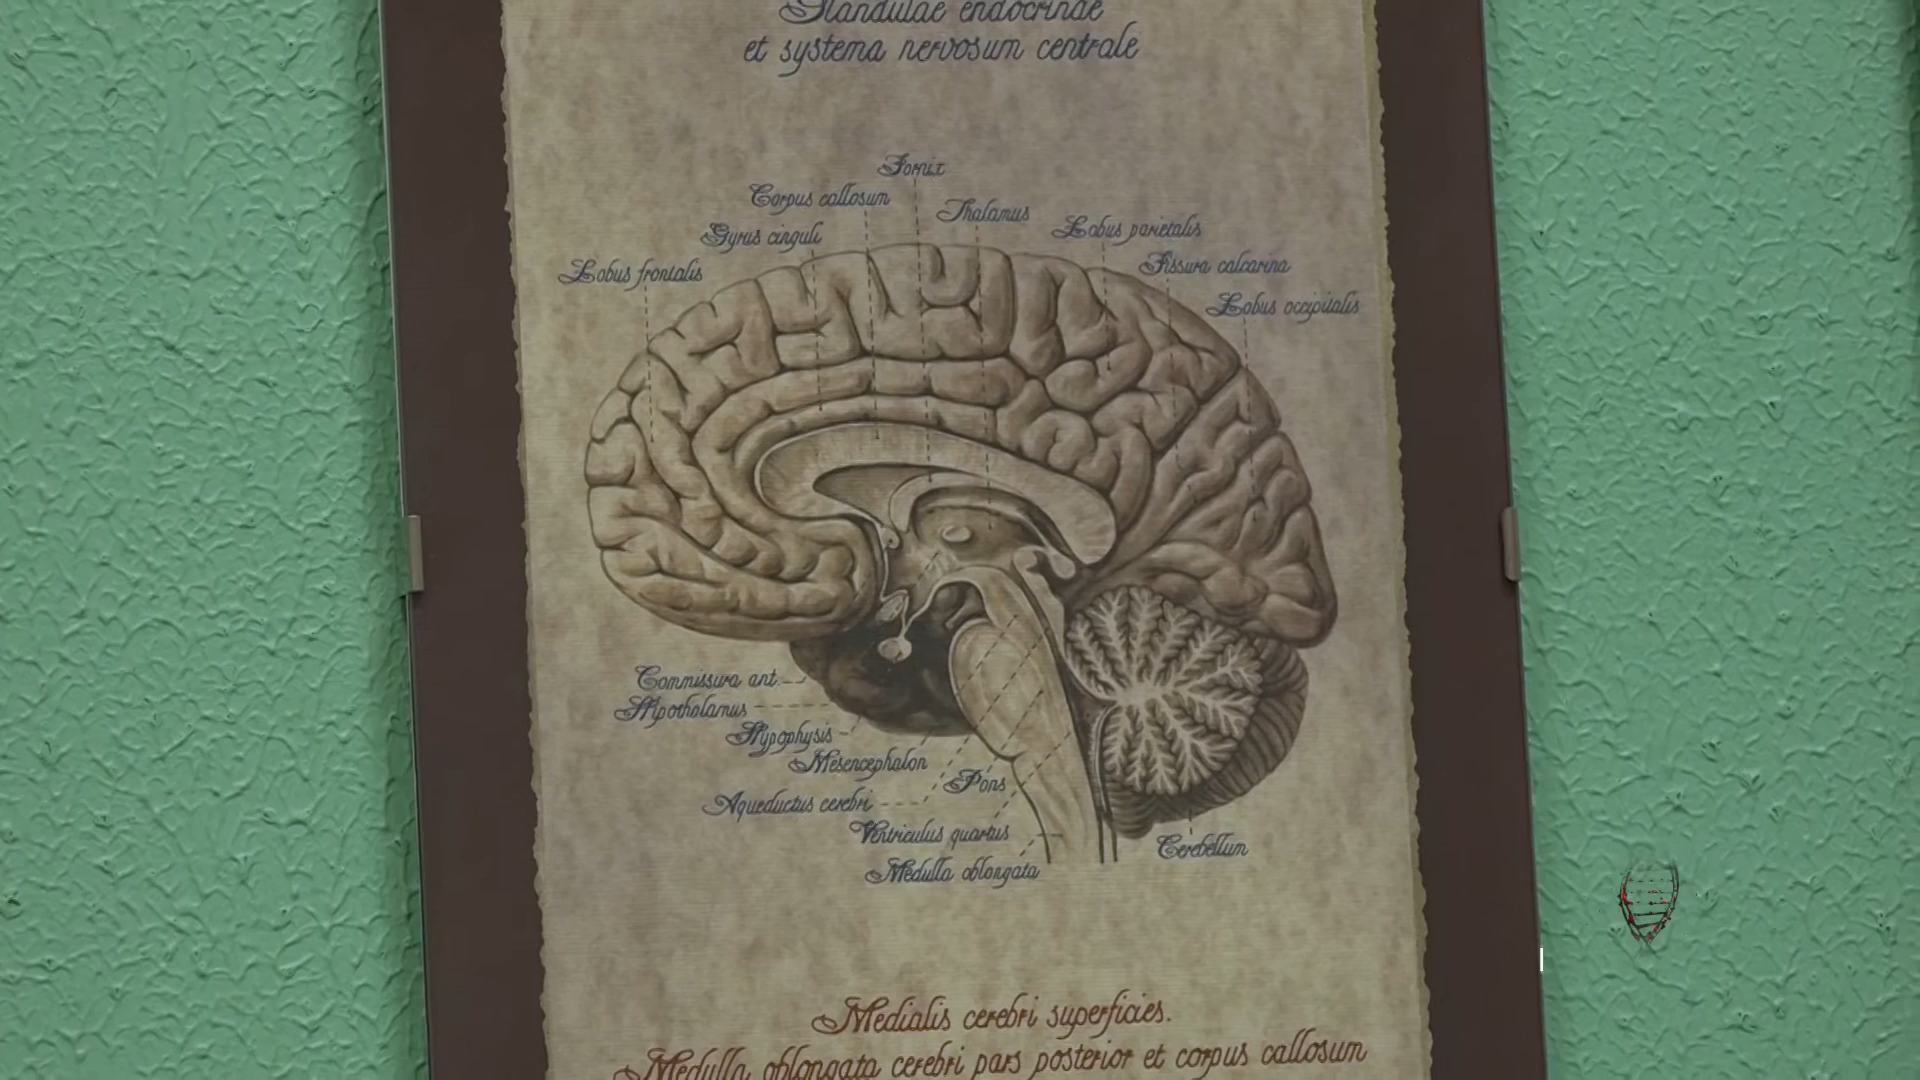 Glandulae endocrinae
et systema nervosum centrale
Fornix
Corpus callosum
Thalamus
Gyrus cinguli
Lobus parietalis
Lobus frontalis
Fissura calcarina
Lobus occipitalis
Commissura ant.
Hipotholamus
Hypophysis
Mesencephalon
Pons
Aqueductus cerebri
Ventriculus quartus
Cerebellum
Medulla oblongata
Medialis cerebri superficies.
Medulla oblongata cerebri pars posterior et corpus callosum